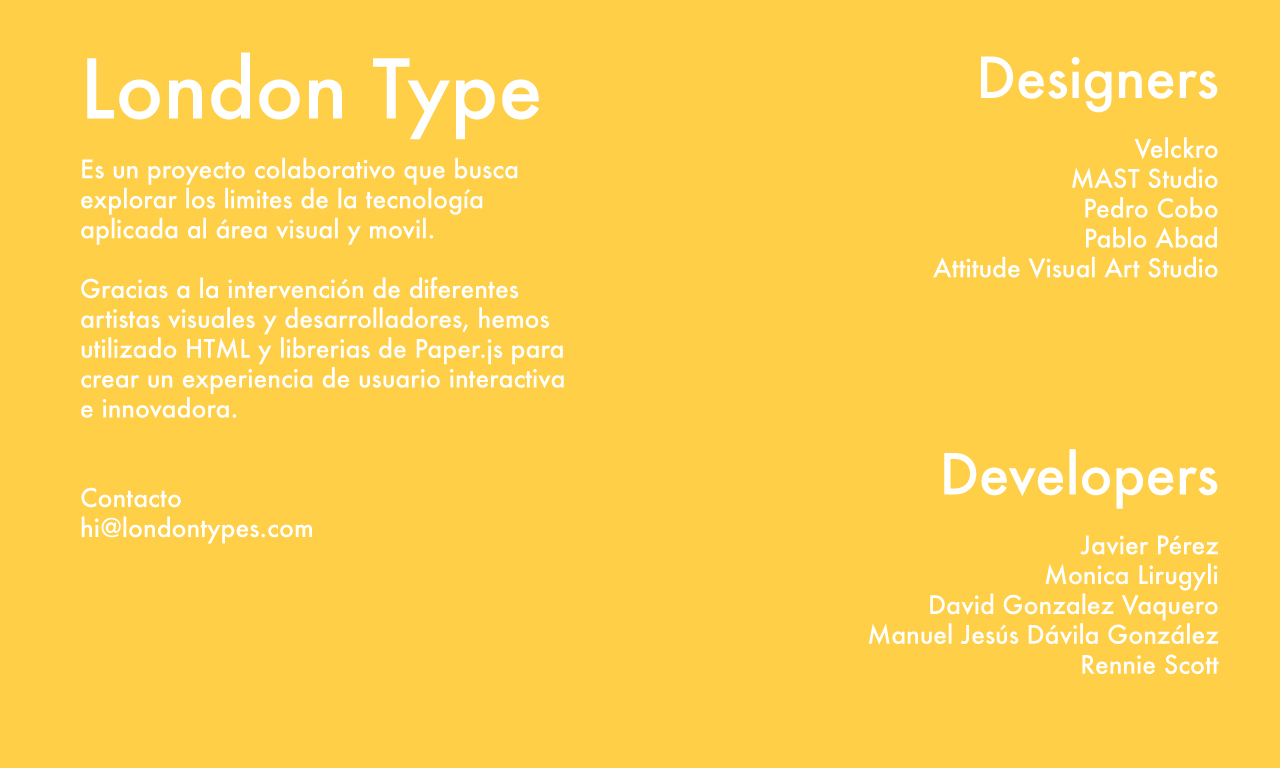 London Type
Es un proyecto colaborativo que busca
explorar los limites de la tecnología
aplicada al área visual y movil.
Gracias a la intervención de diferentes
artistas visuales y desarrolladores, hemos
utilizado HTML y librerias de Paper.js para
crear un experiencia de usuario interactiva
e innovadora.
Contacto
hi@londontypes.com
Designers
Velckro
MAST Studio
Pedro Cobo
Pablo Abad
Attitude Visual Art Studio
Developers
Javier Pérez
Monica Lirugyli
David Gonzalez Vaquero
Manuel Jesús Dávila González
Rennie Scott